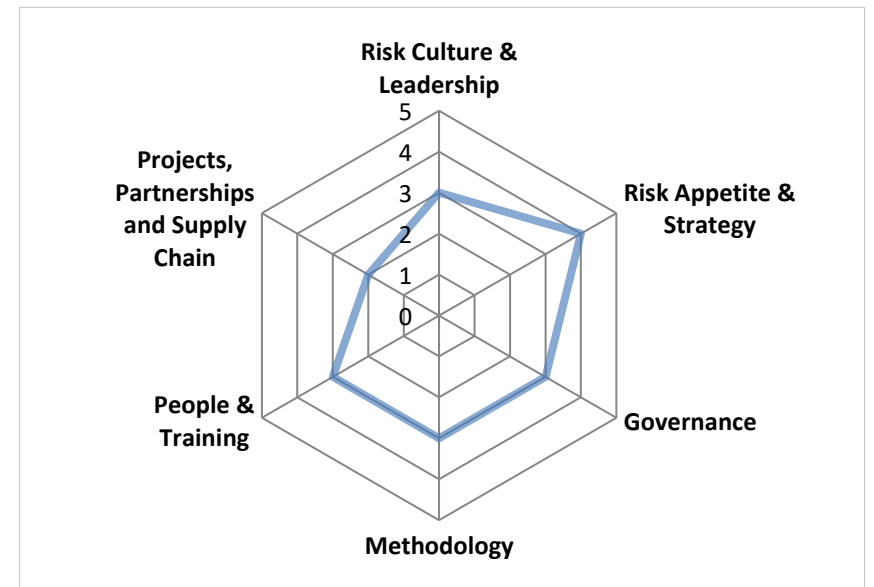 Risk Culture &
Leadership
5
4
3
2
1
0
Risk Appetite &
Strategy
Governance
Methodology
People &
Training
Projects,
Partnerships
and Supply
Chain